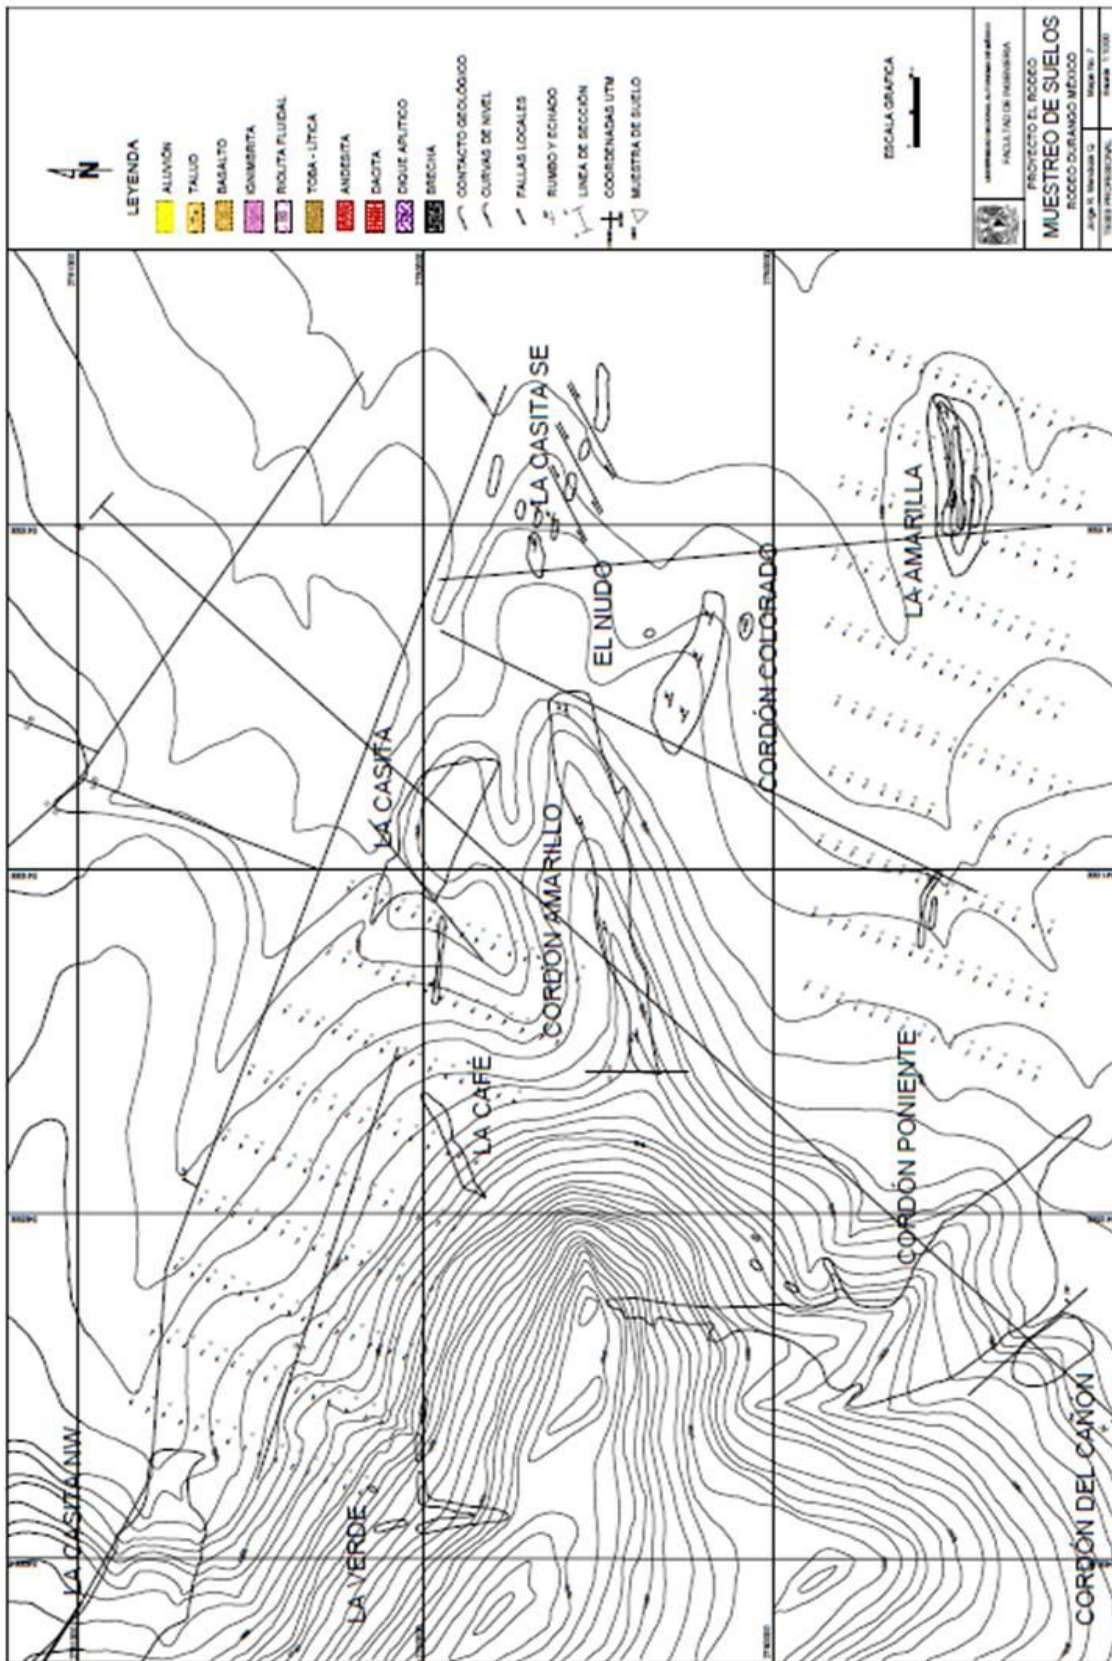 N
LEYENDA
ALUVIÓN
TALUD
BASALTO
IGNIMBRITA
RIOLITA FLUIDAL
TOBA - LÍTICA
ANDESITA
DACITA
DIQUE APLITICO
BRECHA
CONTACTO GEOLÓGICO
CURVAS DE NIVEL
FALLAS LOCALES
RUMBO Y ECHADO
LINEA DE SECCIÓN
COORDENADAS UTM
MUESTRA DE SUELO
ESCALA GRAFICA
FACULTAD DE INGENIERIA
PROYECTO EL RODEO
MUESTREO DE SUELOS
RODEO DURANGO MÉXICO
LA CASITA NW
LA VERDE
LA CASITA
LA CAFÉ
CORDÓN AMARILLO
LA CASITA SE
EL NUDO
CORDÓN COLORADO
LA AMARILLA
CORDÓN PONIENTE
CORDÓN DEL CAÑON